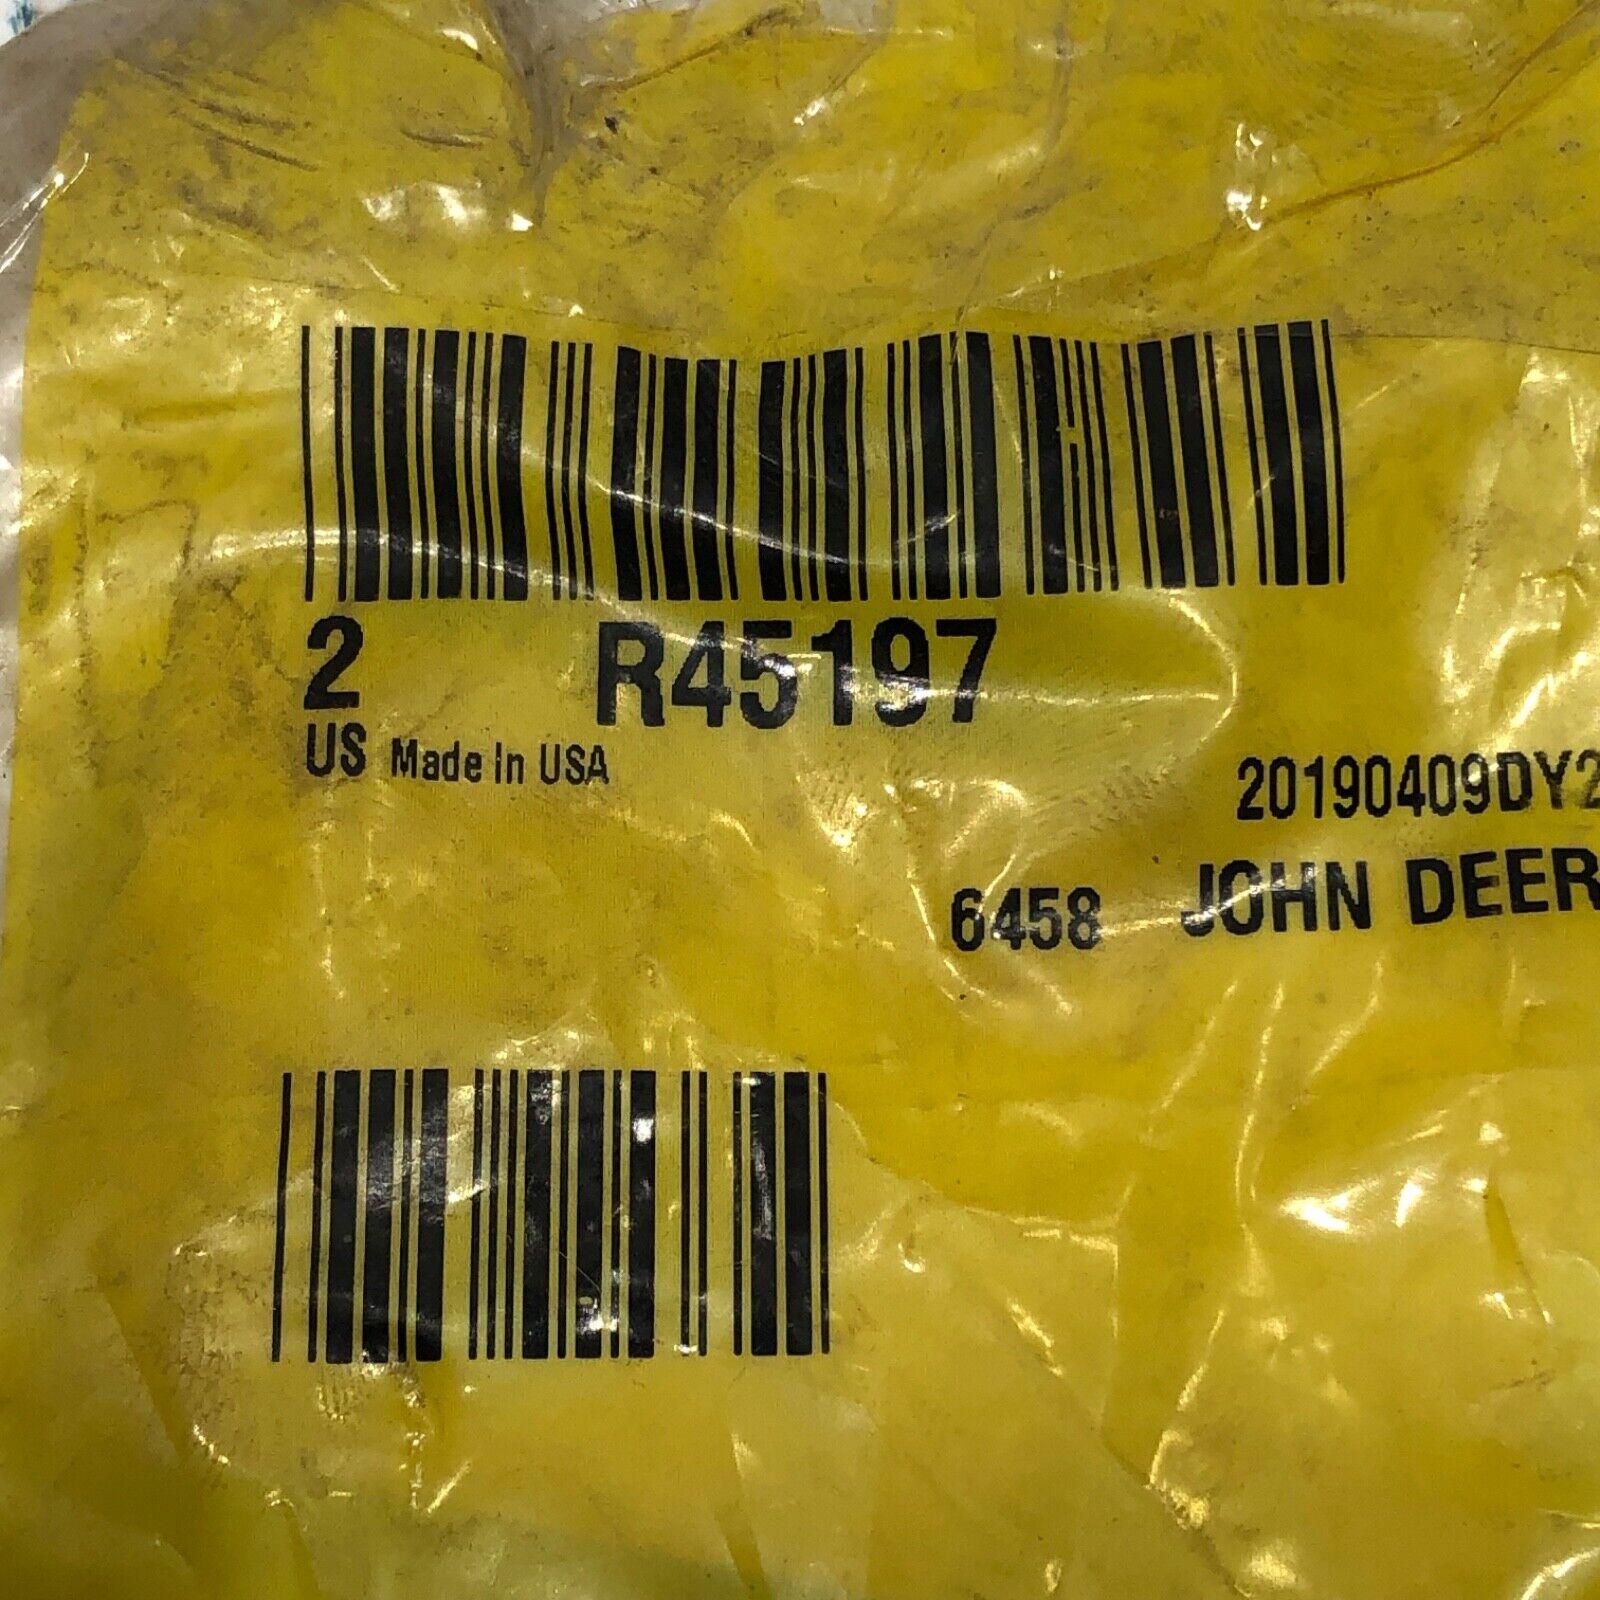 2 R45197
US Made in USA
20190409DY2
6458 JOHN DEER